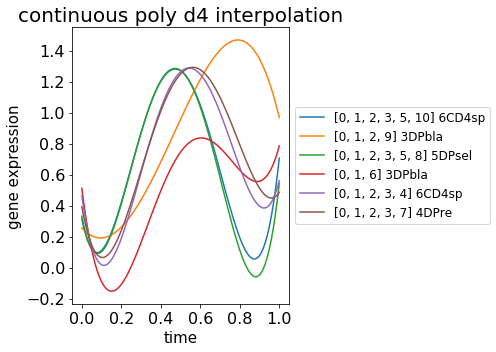 continuous poly d4 interpolation
gene expression
1.4
1.2
1.0
0.8
0.6
0.4
0.2
0.0
−0.2
0.0 0.2 0.4 0.6 0.8 1.0
time
[0, 1, 2, 3, 5, 10] 6CD4sp
[0, 1, 2, 9] 3DPbla
[0, 1, 2, 3, 5, 8] 5DPsel
[0, 1, 6] 3DPbla
[0, 1, 2, 3, 4] 6CD4sp
[0, 1, 2, 3, 7] 4DPre